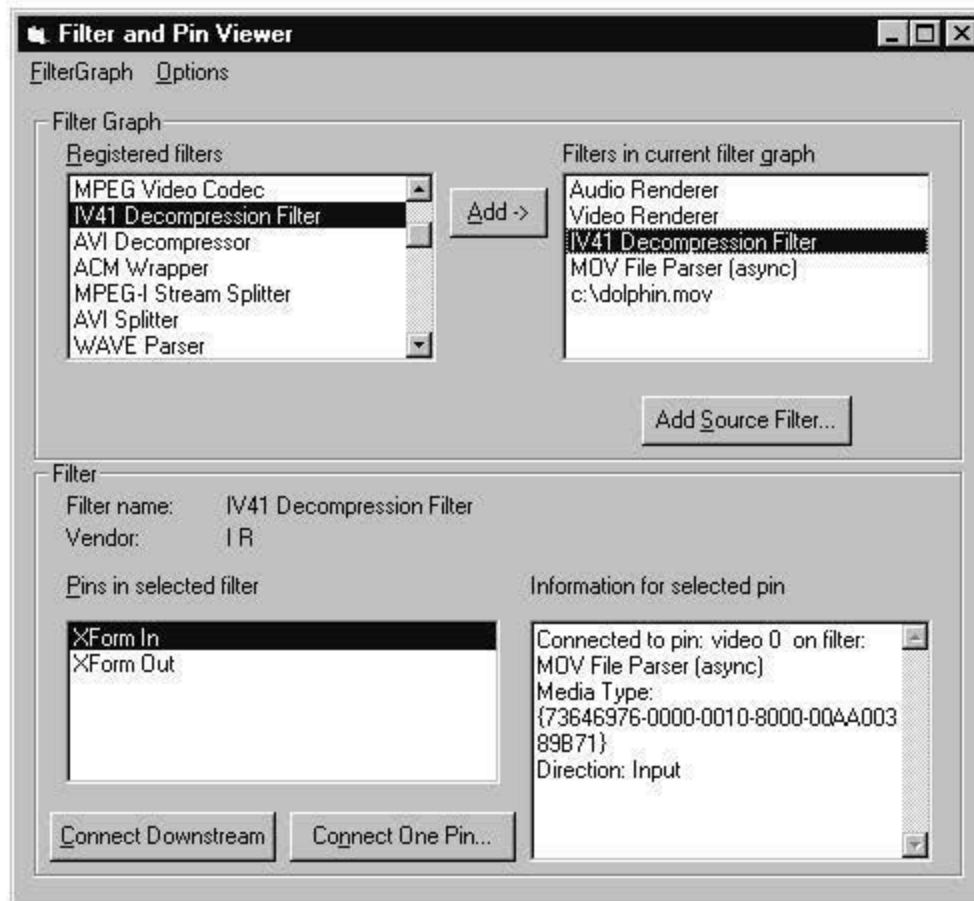 Filter and Pin Viewer
FilterGraph Options
Filter Graph
Registered filters
MPEG Video Codec
IV41 Decompression Filter
AVI Decompressor
ACM Wrapper
MPEG-I Stream Splitter
AVI Splitter
WAVE Parser
Add ->
Filters in current filter graph
Audio Renderer
Video Renderer
IV41 Decompression Filter
MOV File Parser (async)
c:\dolphin.mov
Add Source Filter...
Filter
Filter name: IV41 Decompression Filter
Vendor: I R
Pins in selected filter
XForm In
XForm Out
Connect Downstream
Connect One Pin...
Information for selected pin
Connected to pin: video 0 on filter:
MOV File Parser (async)
Media Type:
{73646976-0000-0010-8000-00AA003
89B71}
Direction: Input